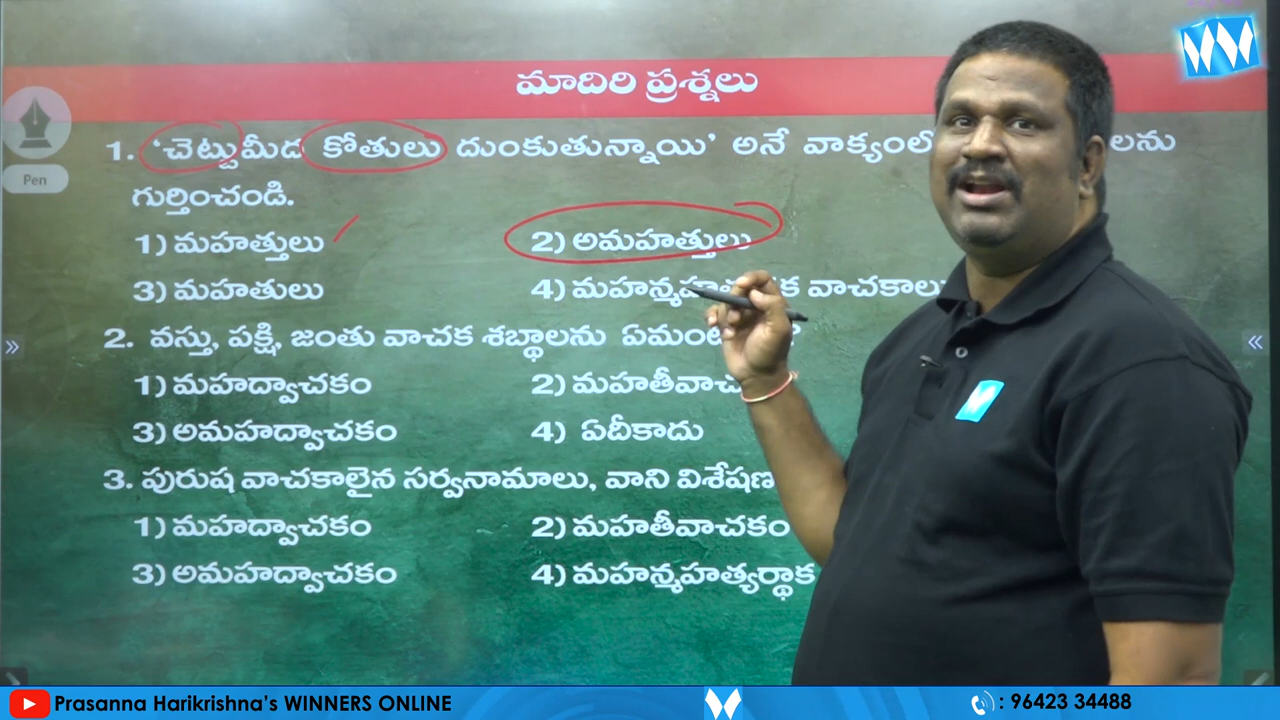 మాదిరి ప్రశ్నలు
Pen
1. 'చెట్టుమీద కోతులు దుంకుతున్నాయి' అనే వాక్యంలో లను
గుర్తించండి.
1) మహత్తులు 2) అమహత్తులు
3) మహతులు 4) వాచకాలు
2. వస్తు, పక్షి, జంతు వాచక శబ్థాలను
1) మహద్వాచకం 2)
3) అమహద్వాచకం 4) ఏదీకాదు
3. పురుష వాచకాలైన సర్వనామాలు, వాని విశేషణ
1) మహద్వాచకం 2) మహతీవాచకం
3) అమహద్వాచకం 4) మహన్మహత్యర్థాక
Prasanna Harikrishna's WINNERS ONLINE : 96423 34488